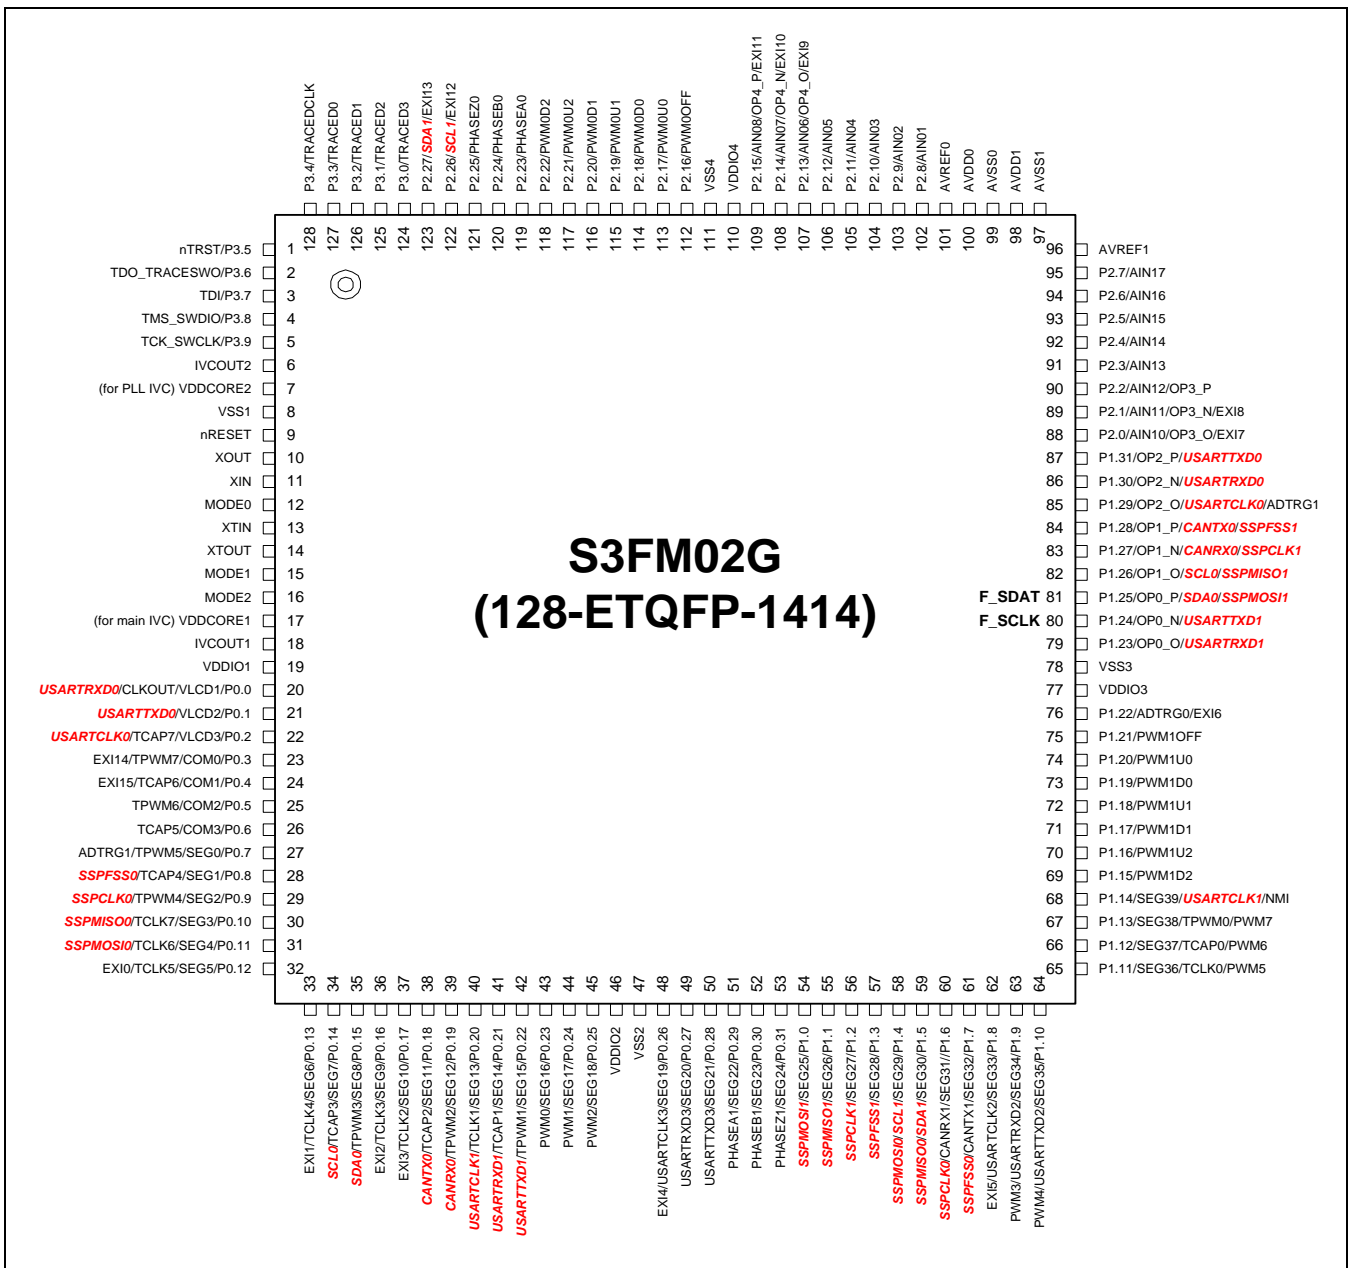 P3.4/TRACEDCLK
P3.3/TRACED0
P3.2/TRACED1
P3.1/TRACED2
P3.0/TRACED3
P2.27/SDA1/EXI13
P2.26/SCL1/EXI12
P2.25/PHASEZ0
P2.24/PHASEB0
P2.23/PHASEA0
P2.22/PWM0D2
P2.21/PWM0U2
P2.20/PWM0D1
P2.19/PWM0U1
P2.18/PWM0D0
P2.17/PWM0U0
P2.16/PWM0OFF
VSS4
VDDIO4
P2.15/AIN08/OP4_P/EXI11
P2.14/AIN07/OP4_N/EXI10
P2.13/AIN06/OP4_O/EXI9
P2.12/AIN05
P2.11/AIN04
P2.10/AIN03
P2.9/AIN02
P2.8/AIN01
AVREF0
AVDD0
AVSS0
AVDD1
AVSS1
128 127 126 125 124 123 122 121 120 119 118 117 116 115 114 113 112 111 110 109 108 107 106 105 104 103 102 101 100 99 98 97
nTRST/P3.5 1
TDO_TRACESWO/P3.6 2
TDI/P3.7 3
TMS_SWDIO/P3.8 4
TCK_SWCLK/P3.9 5
IVCOUT2 6
(for PLL IVC) VDDCORE2 7
VSS1 8
nRESET 9
XOUT 10
XIN 11
MODE0 12
XTIN 13
XTOUT 14
MODE1 15
MODE2 16
(for main IVC) VDDCORE1 17
IVCOUT1 18
VDDIO1 19
USARTRXD0/CLKOUT/VLCD1/P0.0 20
USARTTXD0/VLCD2/P0.1 21
USARTCLK0/TCAP7/VLCD3/P0.2 22
EXI14/TPWM7/COM0/P0.3 23
EXI15/TCAP6/COM1/P0.4 24
TPWM6/COM2/P0.5 25
TCAP5/COM3/P0.6 26
ADTRG1/TPWM5/SEG0/P0.7 27
SSPFSS0/TCAP4/SEG1/P0.8 28
SSPCLK0/TPWM4/SEG2/P0.9 29
SSPMISO0/TCLK7/SEG3/P0.10 30
SSPMOSI0/TCLK6/SEG4/P0.11 31
EXI0/TCLK5/SEG5/P0.12 32
S3FM02G
(128-ETQFP-1414)
96 AVREF1
95 P2.7/AIN17
94 P2.6/AIN16
93 P2.5/AIN15
92 P2.4/AIN14
91 P2.3/AIN13
90 P2.2/AIN12/OP3_P
89 P2.1/AIN11/OP3_N/EXI8
88 P2.0/AIN10/OP3_O/EXI7
87 P1.31/OP2_P/USARTTXD0
86 P1.30/OP2_N/USARTRXD0
85 P1.29/OP2_O/USARTCLK0/ADTRG1
84 P1.28/OP1_P/CANTX0/SSPFSS1
83 P1.27/OP1_N/CANRX0/SSPCLK1
82 P1.26/OP1_O/SCL0/SSPMISO1
F_SDAT 81 P1.25/OP0_P/SDA0/SSPMOSI1
F_SCLK 80 P1.24/OP0_N/USARTTXD1
79 P1.23/OP0_O/USARTRXD1
78 VSS3
77 VDDIO3
76 P1.22/ADTRG0/EXI6
75 P1.21/PWM1OFF
74 P1.20/PWM1U0
73 P1.19/PWM1D0
72 P1.18/PWM1U1
71 P1.17/PWM1D1
70 P1.16/PWM1U2
69 P1.15/PWM1D2
68 P1.14/SEG39/USARTCLK1/NMI
67 P1.13/SEG38/TPWM0/PWM7
66 P1.12/SEG37/TCAP0/PWM6
65 P1.11/SEG36/TCLK0/PWM5
33 34 35 36 37 38 39 40 41 42 43 44 45 46 47 48 49 50 51 52 53 54 55 56 57 58 59 60 61 62 63 64
EXI1/TCLK4/SEG6/P0.13
SCL0/TCAP3/SEG7/P0.14
SDA0/TPWM3/SEG8/P0.15
EXI2/TCLK3/SEG9/P0.16
EXI3/TCLK2/SEG10/P0.17
CANTX0/TCAP2/SEG11/P0.18
CANRX0/TPWM2/SEG12/P0.19
USARTCLK1/TCLK1/SEG13/P0.20
USARTRXD1/TCAP1/SEG14/P0.21
USARTTXD1/TPWM1/SEG15/P0.22
PWM0/SEG16/P0.23
PWM1/SEG17/P0.24
PWM2/SEG18/P0.25
VDDIO2
VSS2
EXI4/USARTCLK3/SEG19/P0.26
USARTRXD3/SEG20/P0.27
USARTTXD3/SEG21/P0.28
PHASEA1/SEG22/P0.29
PHASEB1/SEG23/P0.30
PHASEZ1/SEG24/P0.31
SSPMOSI1/SEG25/P1.0
SSPMISO1/SEG26/P1.1
SSPCLK1/SEG27/P1.2
SSPFSS1/SEG28/P1.3
SSPMOSI0/SCL1/SEG29/P1.4
SSPMISO0/SDA1/SEG30/P1.5
SSPCLK0/CANRX1/SEG31//P1.6
SSPFSS0/CANTX1/SEG32/P1.7
EXI5/USARTCLK2/SEG33/P1.8
PWM3/USARTRXD2/SEG34/P1.9
PWM4/USARTTXD2/SEG35/P1.10